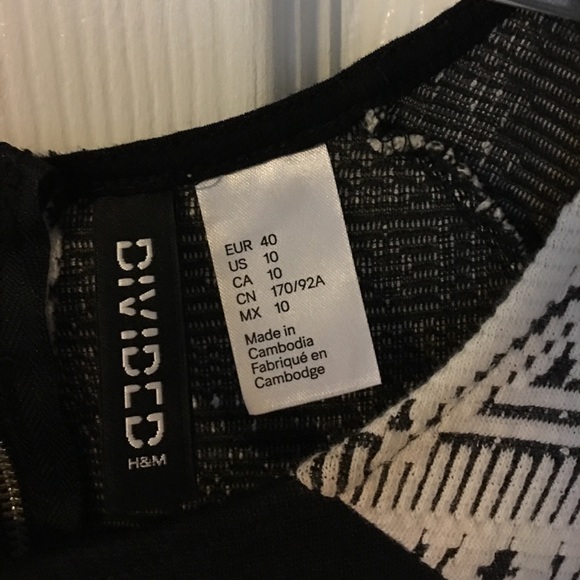 DIVIDED
H&M
EUR 40
US 10
CA 10
CN 170/92A
MX 10
Made in
Cambodia
Fabriqué en
Cambodge